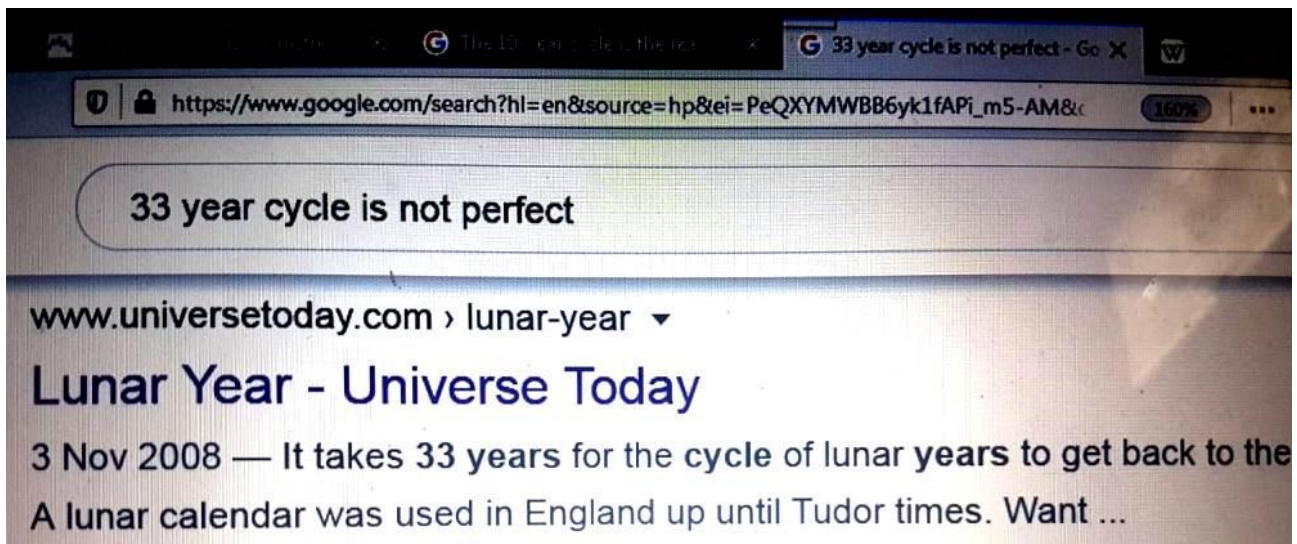 33 year cycle is not perfect - Go
https://www.google.com/search?hl=en&source=hp&ei=PeQXYMWBB6yk1fAPi_m5-AM&
160%
33 year cycle is not perfect
www.universetoday.com › lunar-year
Lunar Year - Universe Today
3 Nov 2008 — It takes 33 years for the cycle of lunar years to get back to the
A lunar calendar was used in England up until Tudor times. Want ...